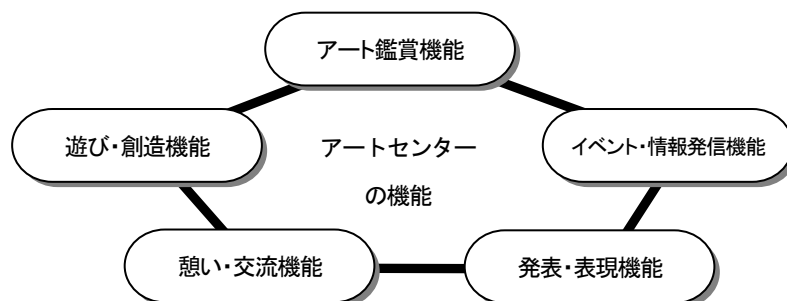 アート鑑賞機能
遊び・創造機能
アートセンター
の機能
イベント・情報発信機能
憩い・交流機能
発表・表現機能